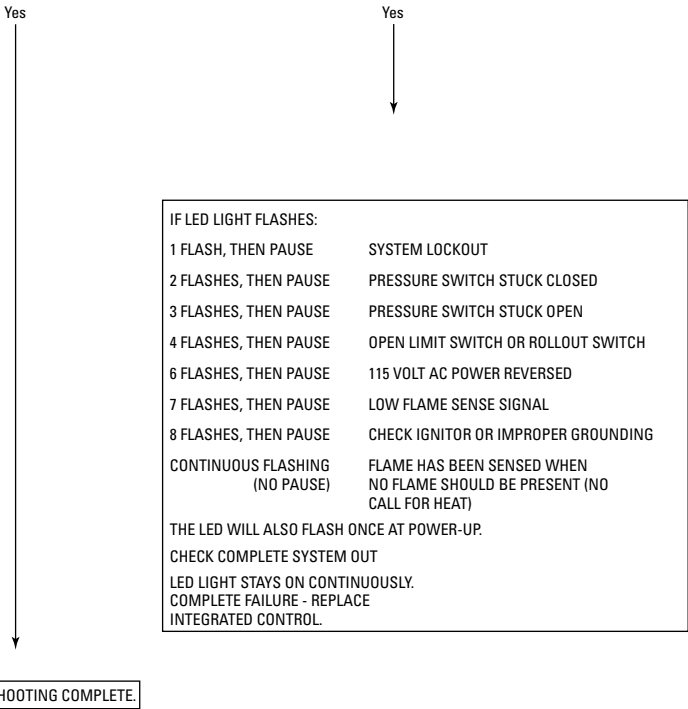 Yes Yes
IF LED LIGHT FLASHES:
1 FLASH, THEN PAUSE SYSTEM LOCKOUT
2 FLASHES, THEN PAUSE PRESSURE SWITCH STUCK CLOSED
3 FLASHES, THEN PAUSE PRESSURE SWITCH STUCK OPEN
4 FLASHES, THEN PAUSE OPEN LIMIT SWITCH OR ROLLOUT SWITCH
6 FLASHES, THEN PAUSE 115 VOLT AC POWER REVERSED
7 FLASHES, THEN PAUSE LOW FLAME SENSE SIGNAL
8 FLASHES, THEN PAUSE CHECK IGNITOR OR IMPROPER GROUNDING
CONTINUOUS FLASHING FLAME HAS BEEN SENSED WHEN
(NO PAUSE) NO FLAME SHOULD BE PRESENT (NO
CALL FOR HEAT)
THE LED WILL ALSO FLASH ONCE AT POWER-UP.
CHECK COMPLETE SYSTEM OUT
LED LIGHT STAYS ON CONTINUOUSLY.
COMPLETE FAILURE - REPLACE
INTEGRATED CONTROL.
HOOTING COMPLETE.